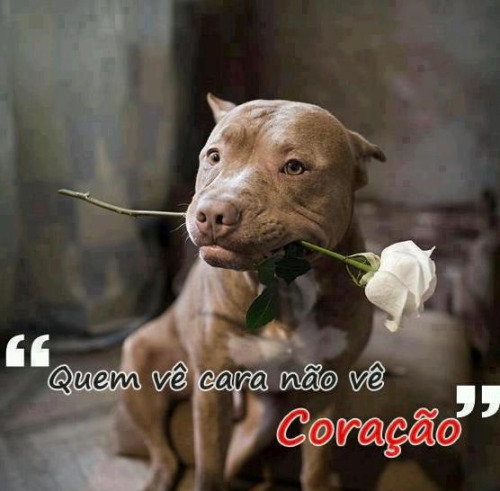 “Quem vê cara não vê
Coração”